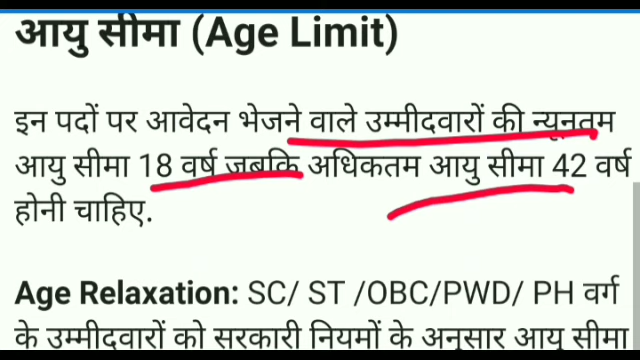 आयु सीमा (Age Limit)
इन पदों पर आवेदन भेजने वाले उम्मीदवारों की न्यूनतम
आयु सीमा 18 वर्ष जबकि अधिकतम आयु सीमा 42 वर्ष
होनी चाहिए.
Age Relaxation: SC/ ST /OBC/PWD/ PH वर्ग
के उम्मीदवारों को सरकारी नियमों के अनुसार आयु सीमा